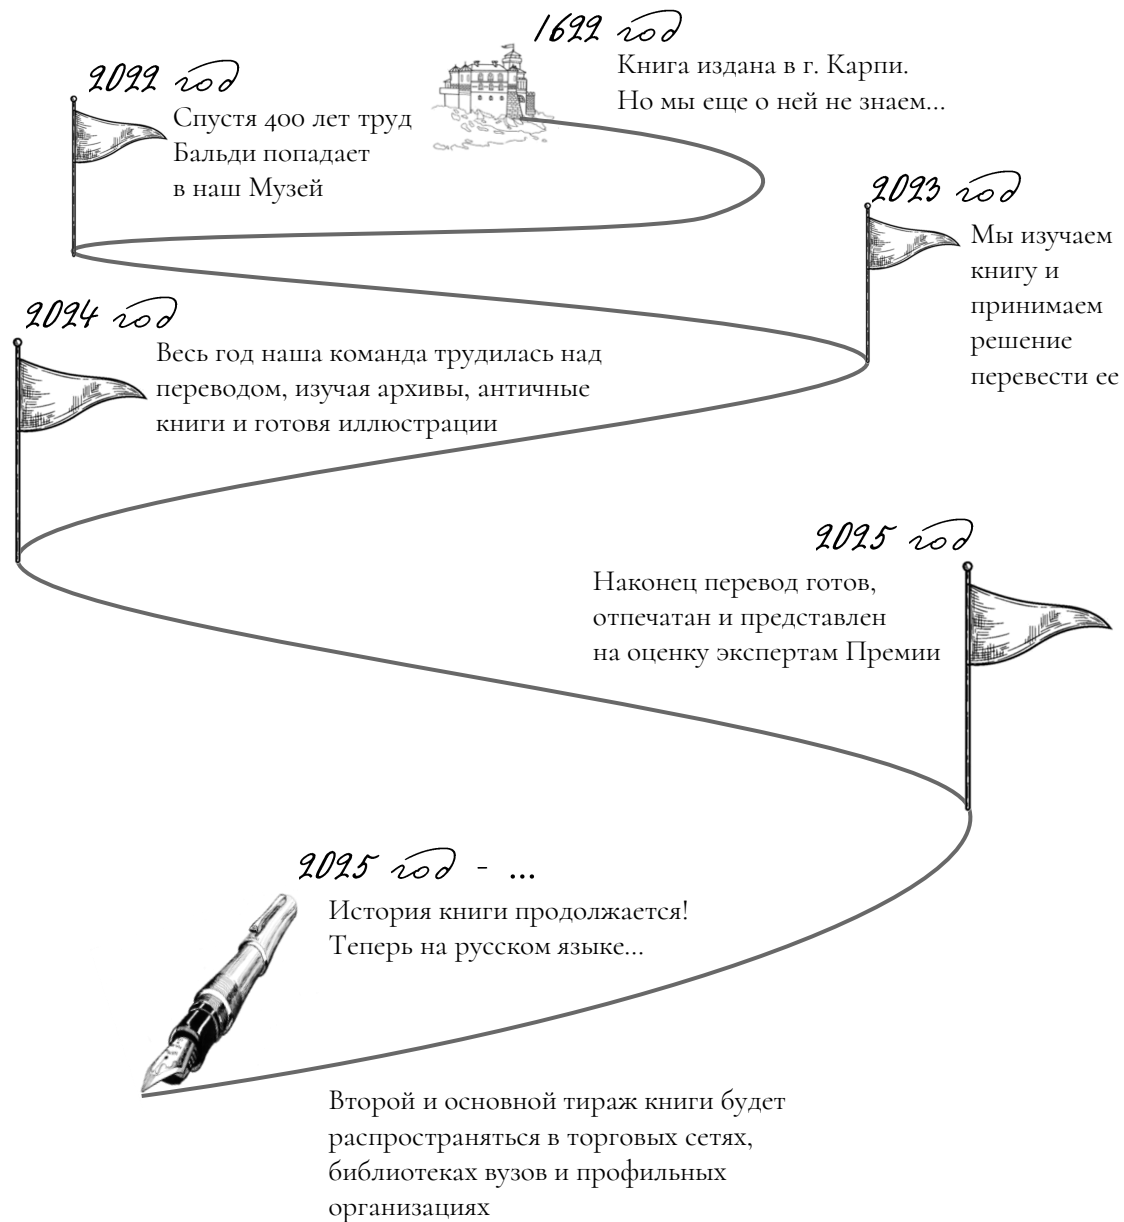 1622 год
Книга издана в г. Карпи.
Но мы еще о ней не знаем...
2022 год
Спустя 400 лет труд
Бальди попадает
в наш Музей
2023 год
Мы изучаем
книгу и
принимаем
решение
перевести ее
2024 год
Весь год наша команда трудилась над
переводом, изучая архивы, античные
книги и готовя иллюстрации
2025 год
Наконец перевод готов,
отпечатан и представлен
на оценку экспертам Премии
2025 год - ...
История книги продолжается!
Теперь на русском языке...
Второй и основной тираж книги будет
распространяться в торговых сетях,
библиотеках вузов и профильных
организациях